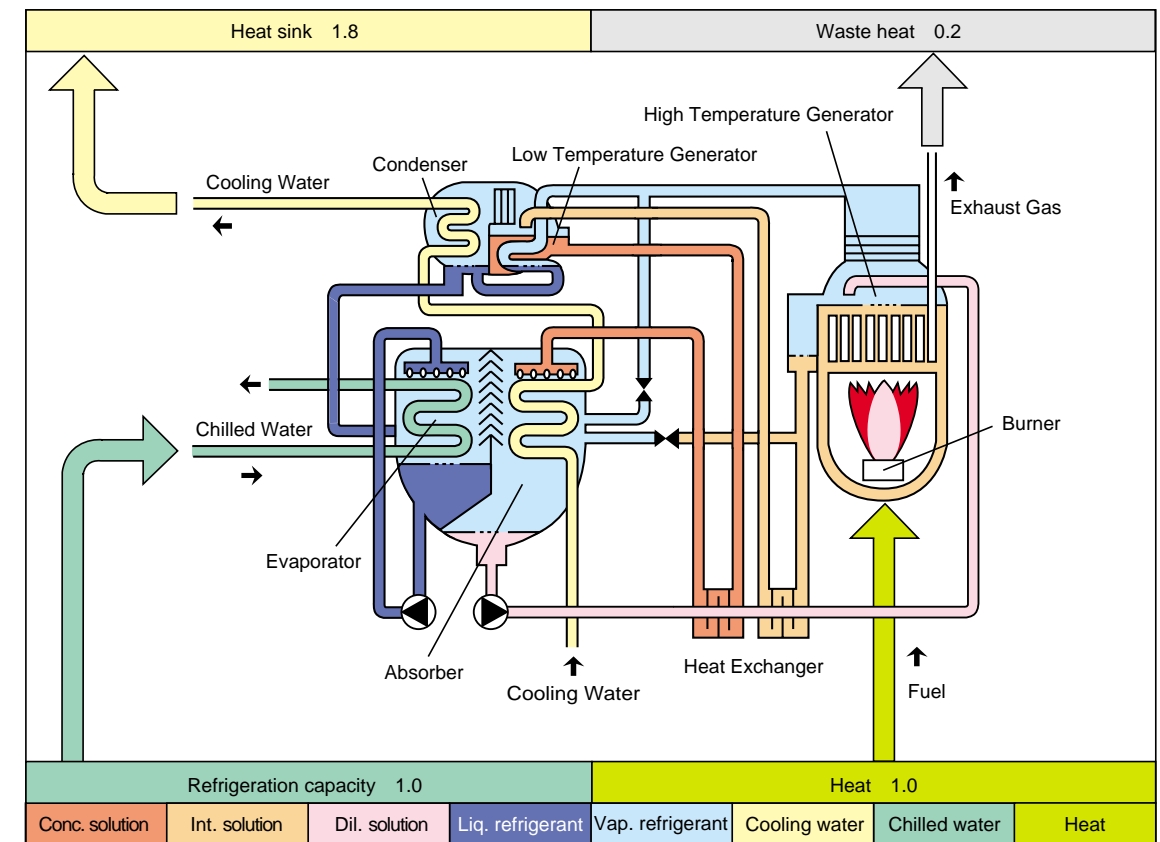 Heat sink 1.8
Waste heat 0.2
High Temperature Generator
Low Temperature Generator
Condenser
Cooling Water
Exhaust Gas
Chilled Water
Burner
Evaporator
Absorber
Cooling Water
Heat Exchanger
Fuel
Refrigeration capacity 1.0
Heat 1.0
Conc. solution
Int. solution
Dil. solution
Liq. refrigerant
Vap. refrigerant
Cooling water
Chilled water
Heat